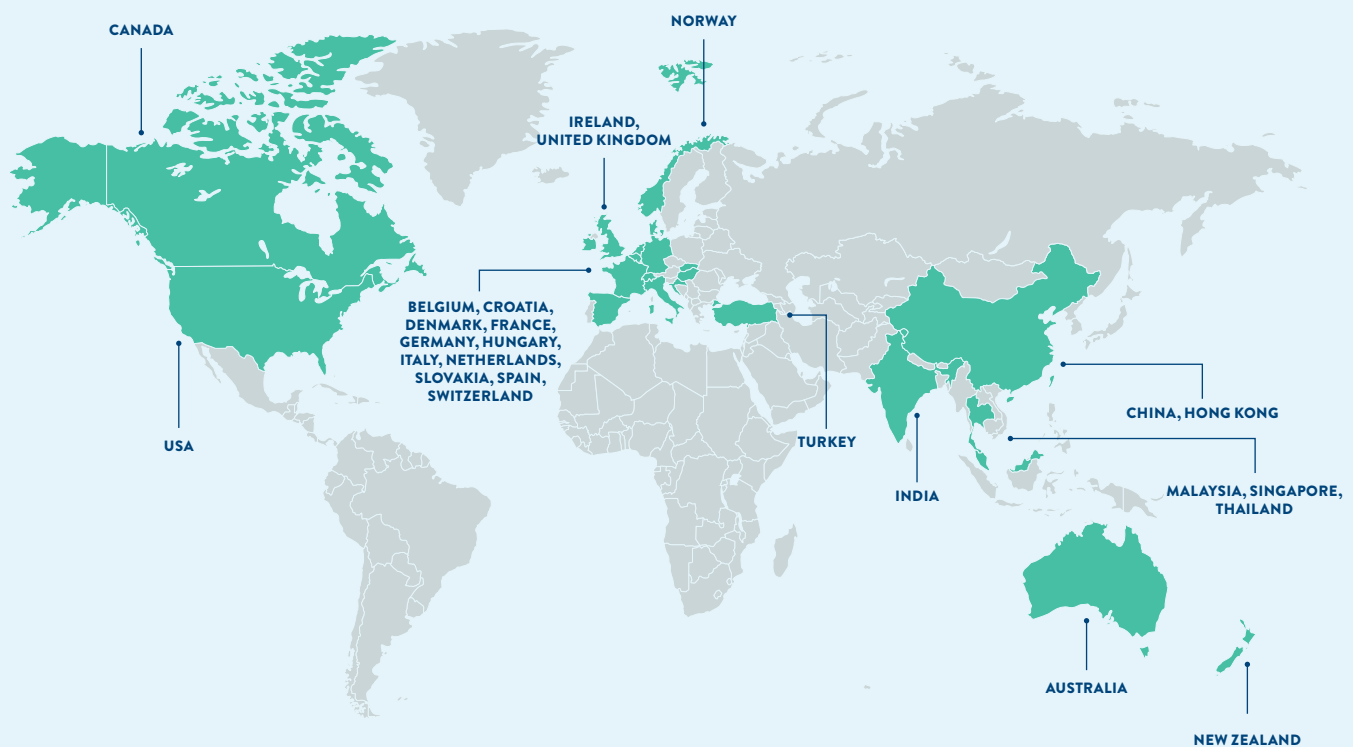 CANADA
NORWAY
IRELAND,
UNITED KINGDOM
BELGIUM, CROATIA,
DENMARK, FRANCE,
GERMANY, HUNGARY,
ITALY, NETHERLANDS,
SLOVAKIA, SPAIN,
SWITZERLAND
USA
TURKEY
INDIA
CHINA, HONG KONG
MALAYSIA, SINGAPORE,
THAILAND
AUSTRALIA
NEW ZEALAND